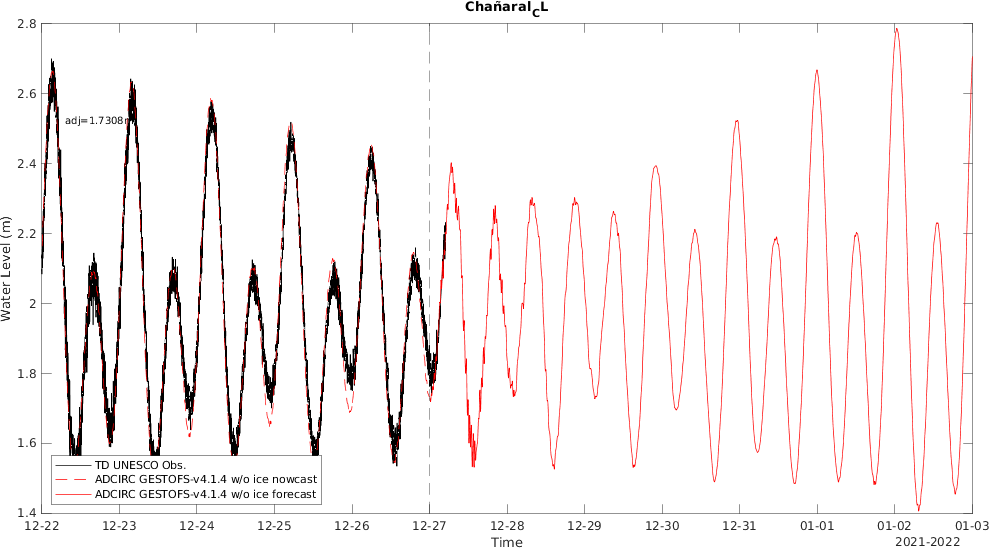 Chañaral_CL
2.8
2.6
adj=1.7308m
2.4
2.2
Water Level (m)
2
1.8
1.6
TD UNESCO Obs.
ADCIRC GESTOFS-v4.1.4 w/o ice nowcast
ADCIRC GESTOFS-v4.1.4 w/o ice forecast
1.4
12-22 12-23 12-24 12-25 12-26 12-27 12-28 12-29 12-30 12-31 01-01 01-02 01-03
Time
2021-2022